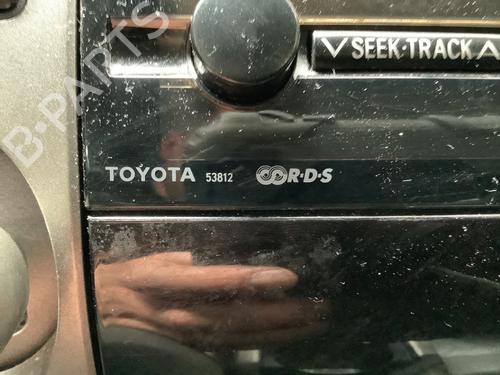 V SEEK·TRACK Λ
TOYOTA 53812 R·D·S
B-PARTS